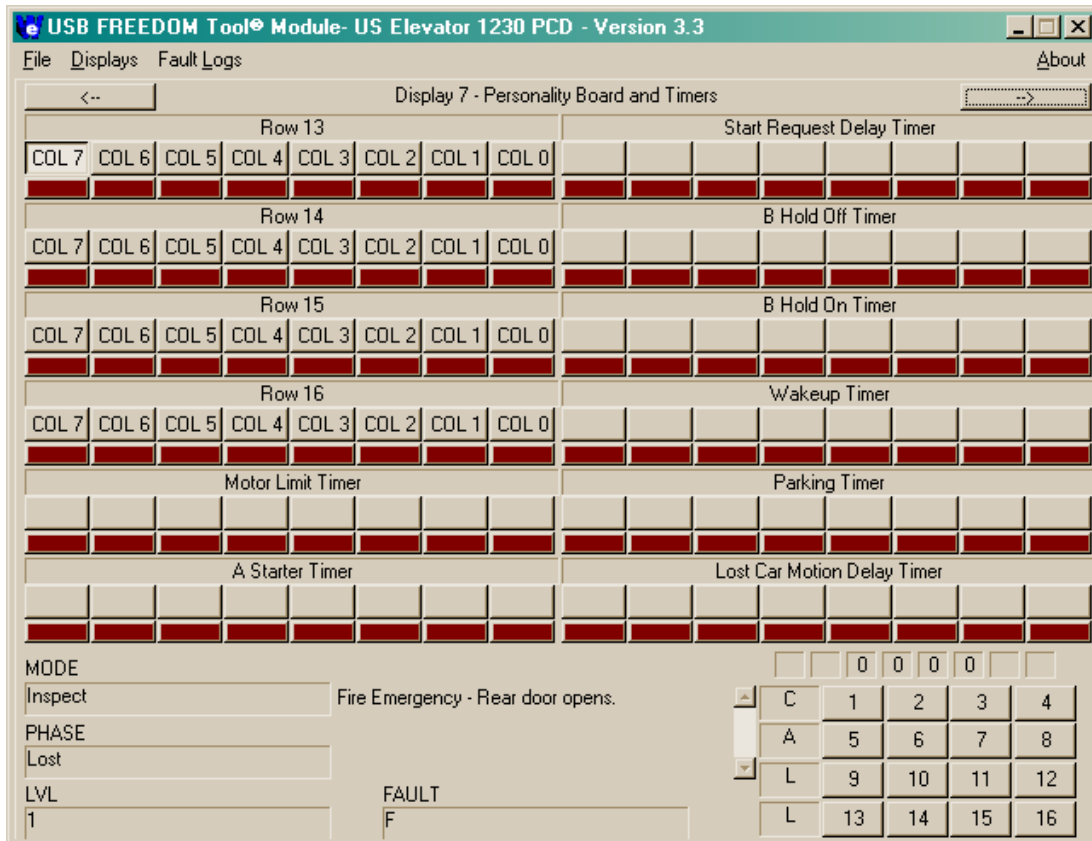 USB FREEDOM Tool® Module- US Elevator 1230 PCD - Version 3.3
File Displays Fault Logs About
<-- Display 7 - Personality Board and Timers -->
Row 13 Start Request Delay Timer
COL 7 COL 6 COL 5 COL 4 COL 3 COL 2 COL 1 COL 0
Row 14 B Hold Off Timer
COL 7 COL 6 COL 5 COL 4 COL 3 COL 2 COL 1 COL 0
Row 15 B Hold On Timer
COL 7 COL 6 COL 5 COL 4 COL 3 COL 2 COL 1 COL 0
Row 16 Wakeup Timer
COL 7 COL 6 COL 5 COL 4 COL 3 COL 2 COL 1 COL 0
Motor Limit Timer Parking Timer
A Starter Timer Lost Car Motion Delay Timer
MODE 0 0 0 0
Inspect Fire Emergency - Rear door opens. C 1 2 3 4
PHASE A 5 6 7 8
Lost
L 9 10 11 12
LVL FAULT
1 F L 13 14 15 16